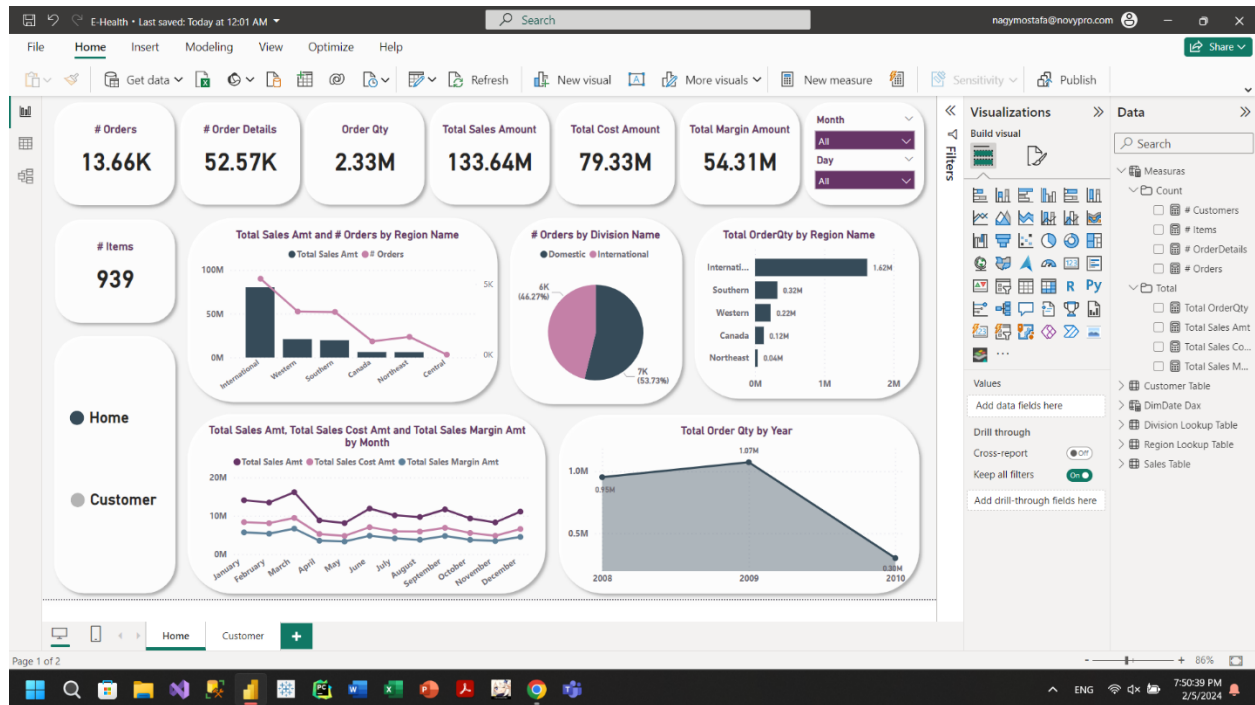 E-Health • Last saved: Today at 12:01 AM
Search
nagymostafa@novypro.com
File Home Insert Modeling View Optimize Help
Share
Get data
Refresh
New visual
More visuals
New measure
Sensitivity
Publish
# Orders
13.66K
# Order Details
52.57K
Order Qty
2.33M
Total Sales Amount
133.64M
Total Cost Amount
79.33M
Total Margin Amount
54.31M
Month
All
Day
All
# Items
939
Home
Customer
Total Sales Amt and # Orders by Region Name
Total Sales Amt # Orders
100M
50M
0M
5K
0K
International Western Southern Canada Northeast Central
# Orders by Division Name
Domestic International
6K
(46.27%)
7K
(53.73%)
Total OrderQty by Region Name
Internati... 1.62M
Southern 0.32M
Western 0.22M
Canada 0.12M
Northeast 0.04M
0M 1M 2M
Total Sales Amt, Total Sales Cost Amt and Total Sales Margin Amt
by Month
Total Sales Amt Total Sales Cost Amt Total Sales Margin Amt
20M
10M
0M
January February March April May June July August September October November December
Total Order Qty by Year
1.0M
0.5M
0.95M
1.07M
0.30M
2008 2009 2010
Filters
Visualizations
Build visual
123
R Py
...
Values
Add data fields here
Drill through
Cross-report
Off
Keep all filters
On
Add drill-through fields here
Data
Search
Measuras
Count
# Customers
# Items
# OrderDetails
# Orders
Total
Total OrderQty
Total Sales Amt
Total Sales Co...
Total Sales M...
Customer Table
DimDate Dax
Division Lookup Table
Region Lookup Table
Sales Table
Home Customer +
Page 1 of 2
- + 86%
ENG
7:50:39 PM
2/5/2024